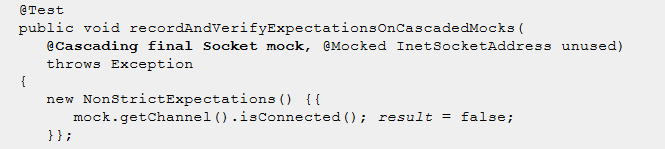 @Test
public void recordAndVerifyExpectationsOnCascadedMocks(
@Cascading final Socket mock, @Mocked InetSocketAddress unused)
throws Exception
{
new NonStrictExpectations() {{
mock.getChannel().isConnected(); result = false;
}};